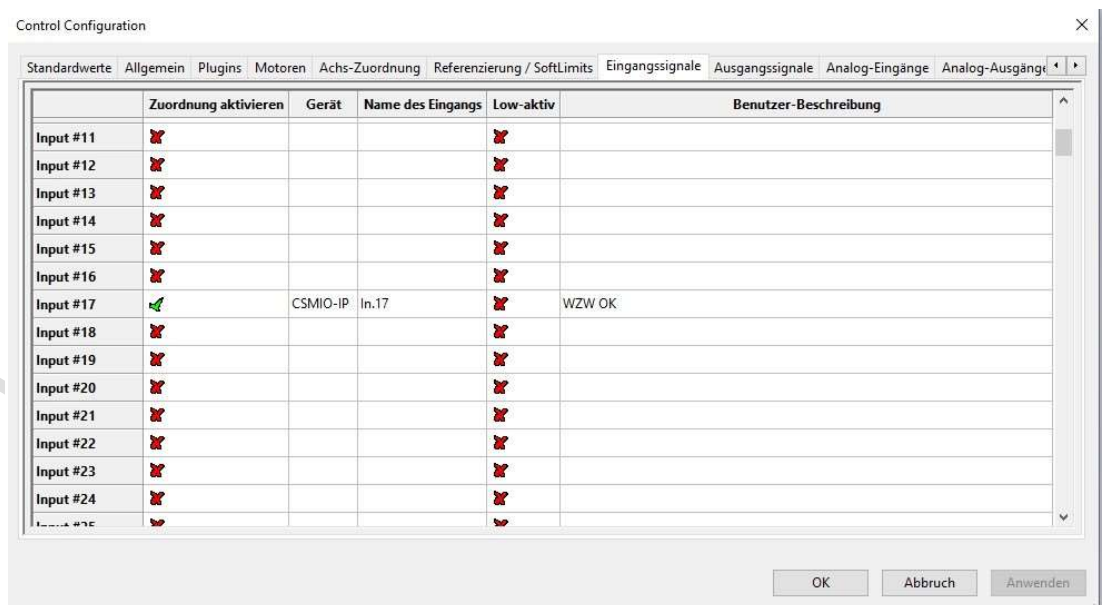 Control Configuration
Standardwerte Allgemein Plugins Motoren Achs-Zuordnung Referenzierung / SoftLimits Eingangssignale Ausgangssignale Analog-Eingänge Analog-Ausgänge
Zuordnung aktivieren Gerät Name des Eingangs Low-aktiv Benutzer-Beschreibung
Input #11
Input #12
Input #13
Input #14
Input #15
Input #16
Input #17 CSMIO-IP In.17 WZW OK
Input #18
Input #19
Input #20
Input #21
Input #22
Input #23
Input #24
Input #25
OK Abbruch Anwenden